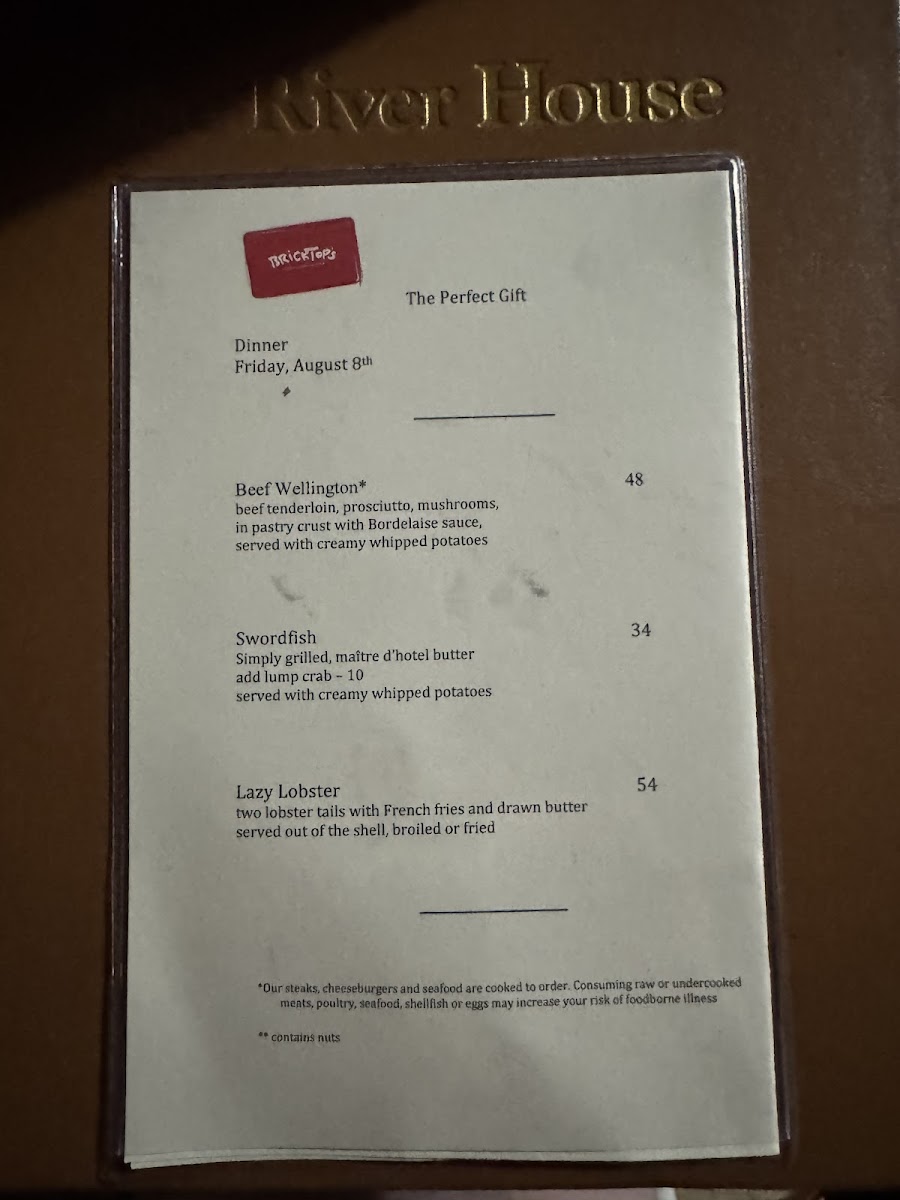 River House
BRICKTOP'S
The Perfect Gift
Dinner
Friday, August 8th
Beef Wellington* 48
beef tenderloin, prosciutto, mushrooms,
in pastry crust with Bordelaise sauce,
served with creamy whipped potatoes
Swordfish 34
Simply grilled, maître d'hotel butter
add lump crab – 10
served with creamy whipped potatoes
Lazy Lobster 54
two lobster tails with French fries and drawn butter
served out of the shell, broiled or fried
*Our steaks, cheeseburgers and seafood are cooked to order. Consuming raw or undercooked
meats, poultry, seafood, shellfish or eggs may increase your risk of foodborne illness
** contains nuts